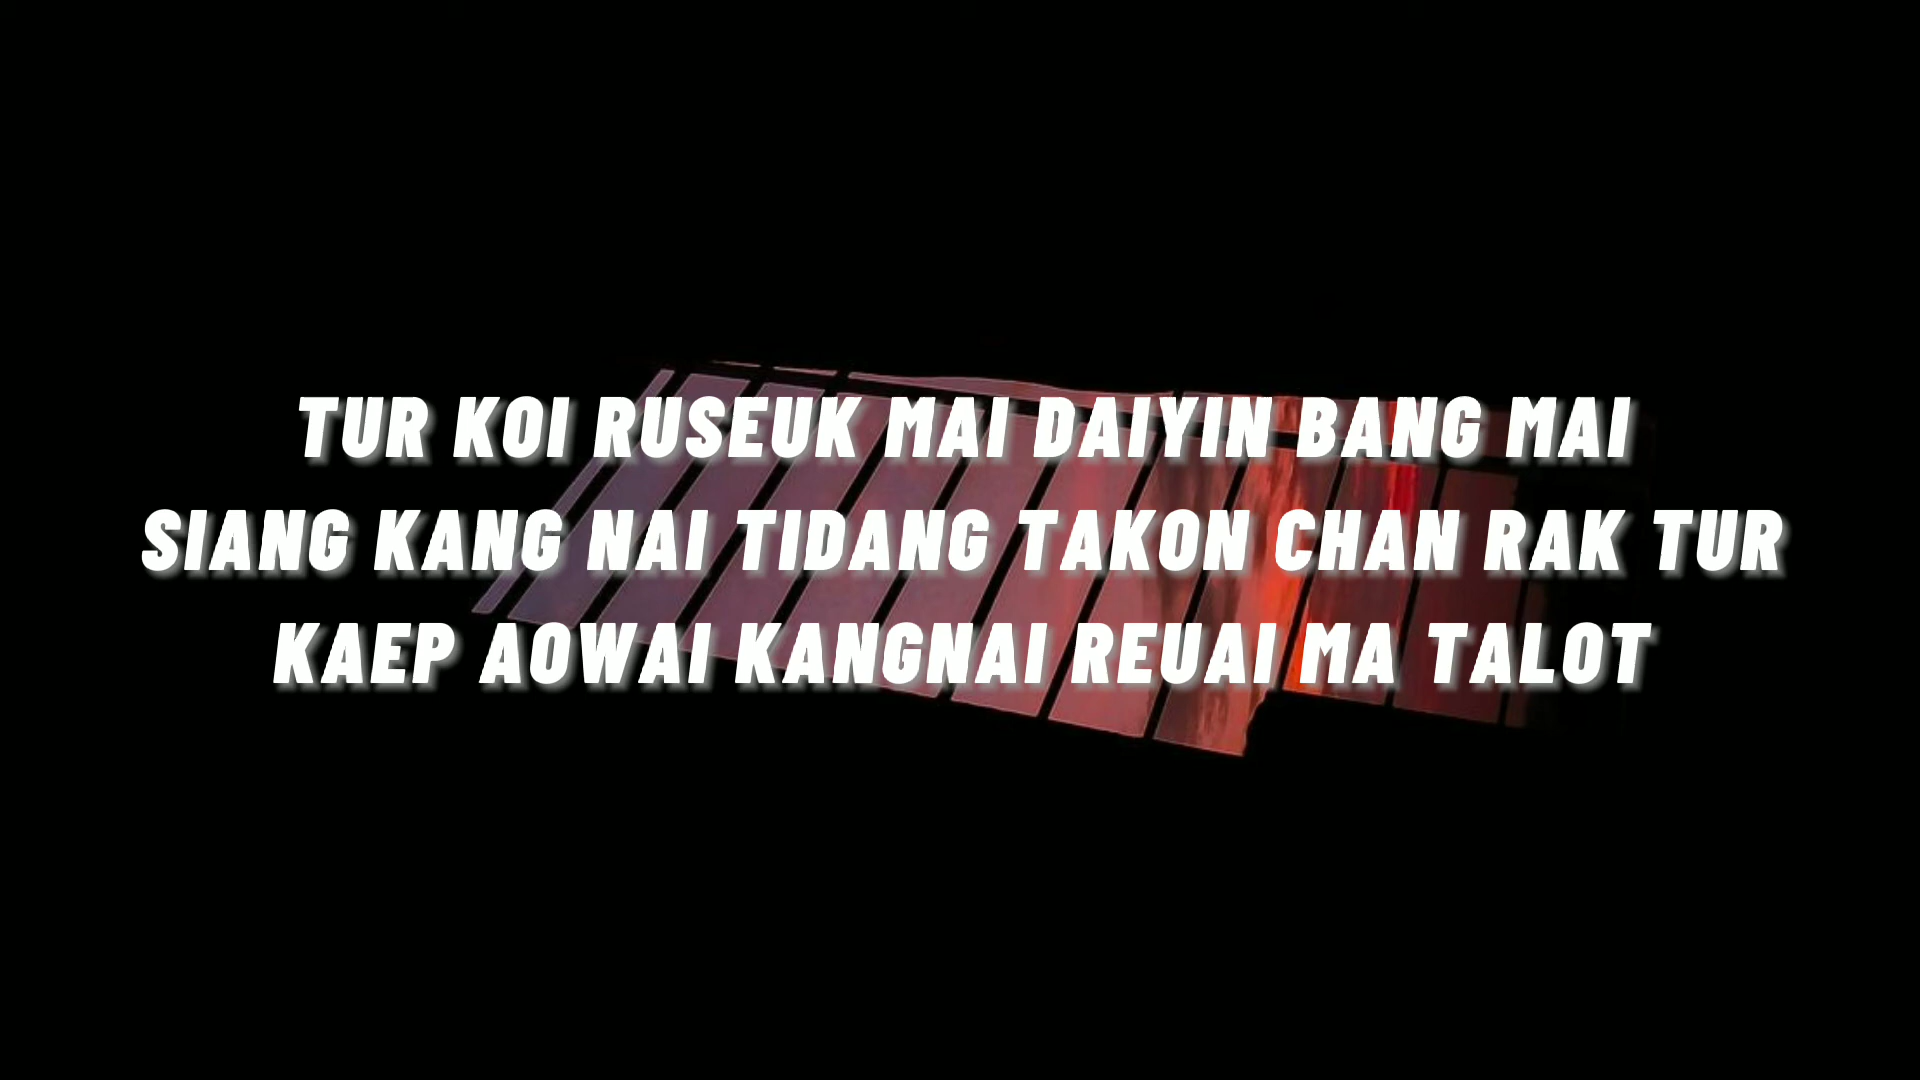 TUR KOI RUSEUK MAI DAIYIN BANG MAI
SIANG KANG NAI TIDANG TAKON CHAN RAK TUR
KAEP AOWAI KANGNAI REUAI MA TALOT